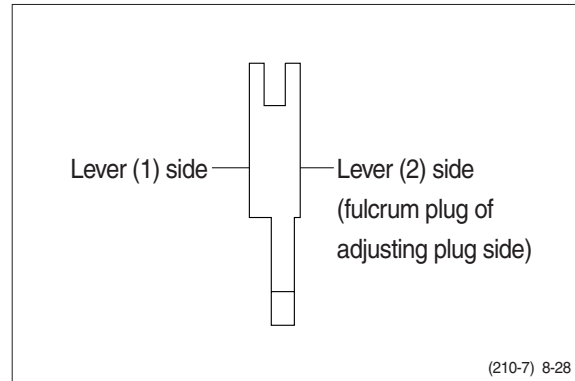 Lever (1) side
Lever (2) side
(fulcrum plug of
adjusting plug side)
(210-7) 8-28